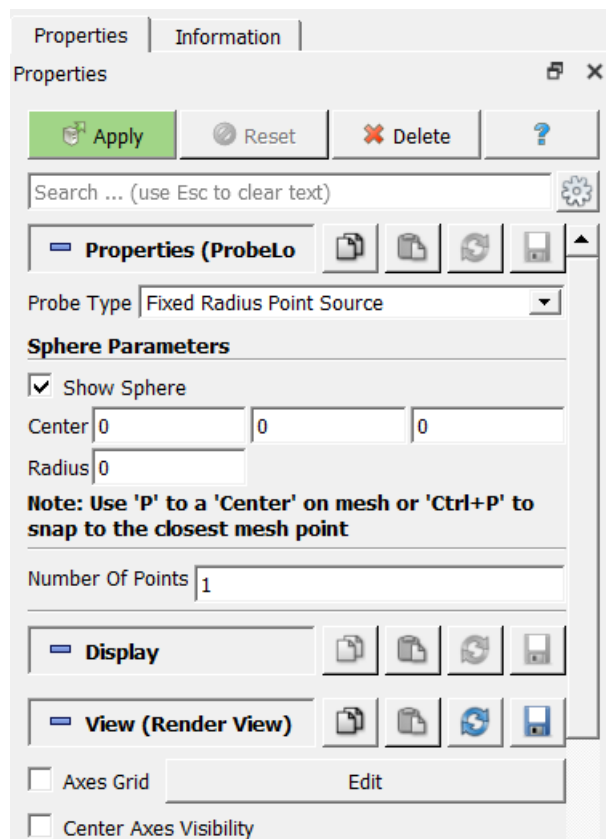 Properties Information
Properties
Apply Reset Delete ?
Search ... (use Esc to clear text)
Properties (ProbeLo
Probe Type Fixed Radius Point Source
Sphere Parameters
Show Sphere
Center 0 0 0
Radius 0
Note: Use 'P' to a 'Center' on mesh or 'Ctrl+P' to
snap to the closest mesh point
Number Of Points 1
Display
View (Render View)
Axes Grid Edit
Center Axes Visibility